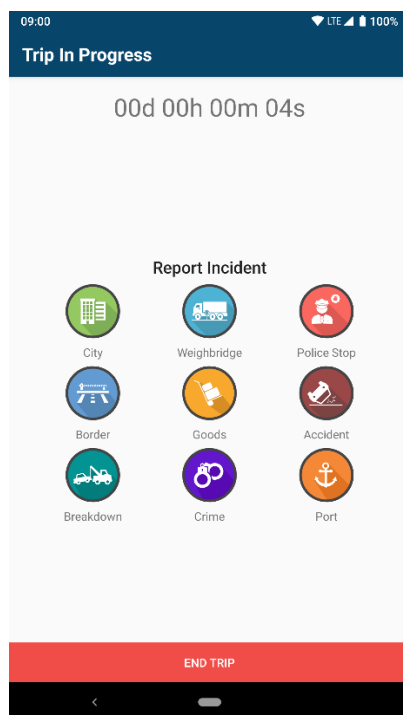 09:00 LTE 100%
Trip In Progress
00d 00h 00m 04s
Report Incident
City Weighbridge Police Stop
Border Goods Accident
Breakdown Crime Port
END TRIP